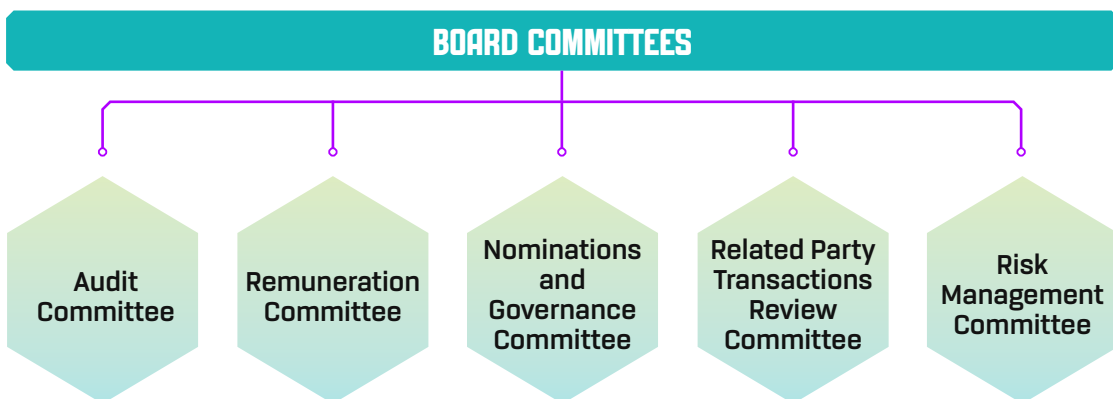 BOARD COMMITTEES
Audit
Committee
Remuneration
Committee
Nominations
and
Governance
Committee
Related Party
Transactions
Review
Committee
Risk
Management
Committee